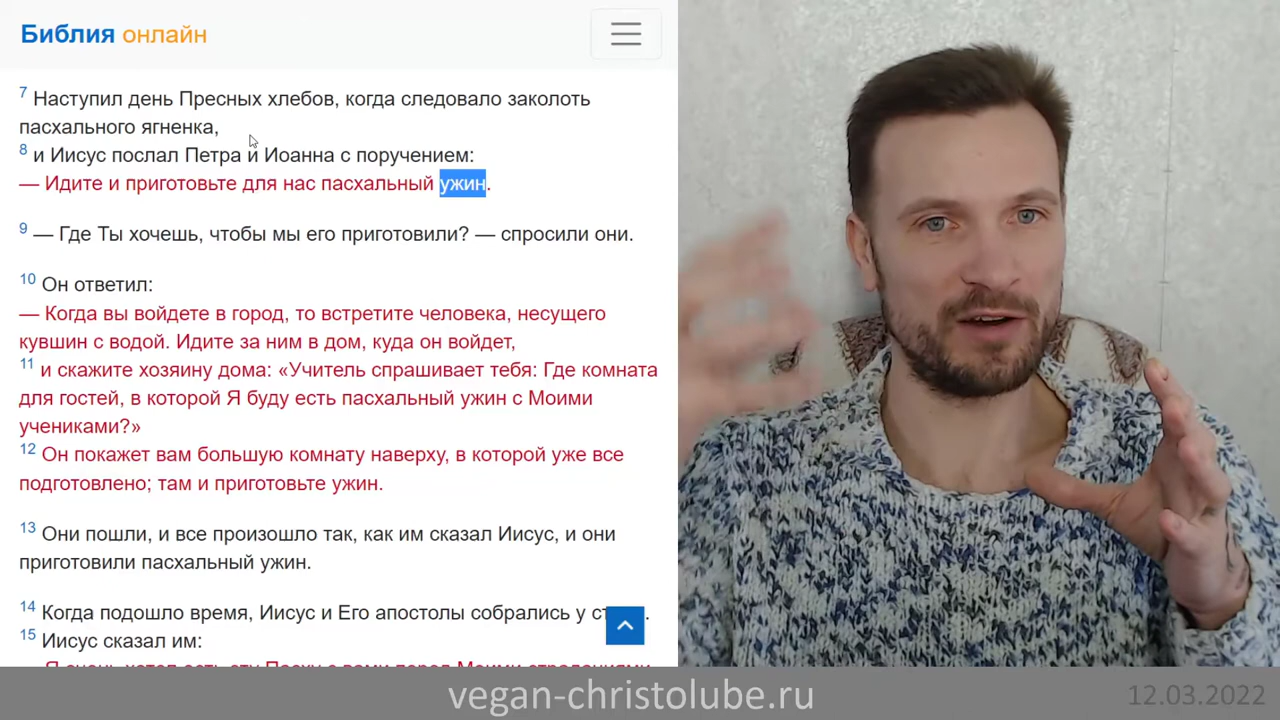 Библия онлайн
7 Наступил день Пресных хлебов, когда следовало заколоть
пасхального ягненка,
8 и Иисус послал Петра и Иоанна с поручением:
— Идите и приготовьте для нас пасхальный ужин.
9 — Где Ты хочешь, чтобы мы его приготовили? — спросили они.
10 Он ответил:
— Когда вы войдете в город, то встретите человека, несущего
кувшин с водой. Идите за ним в дом, куда он войдет,
11 и скажите хозяину дома: «Учитель спрашивает тебя: Где комната
для гостей, в которой Я буду есть пасхальный ужин с Моими
учениками?»
12 Он покажет вам большую комнату наверху, в которой уже все
подготовлено; там и приготовьте ужин.
13 Они пошли, и все произошло так, как им сказал Иисус, и они
приготовили пасхальный ужин.
14 Когда подошло время, Иисус и Его апостолы собрались у
15 Иисус сказал им:
vegan-christolube.ru
12.03.2022